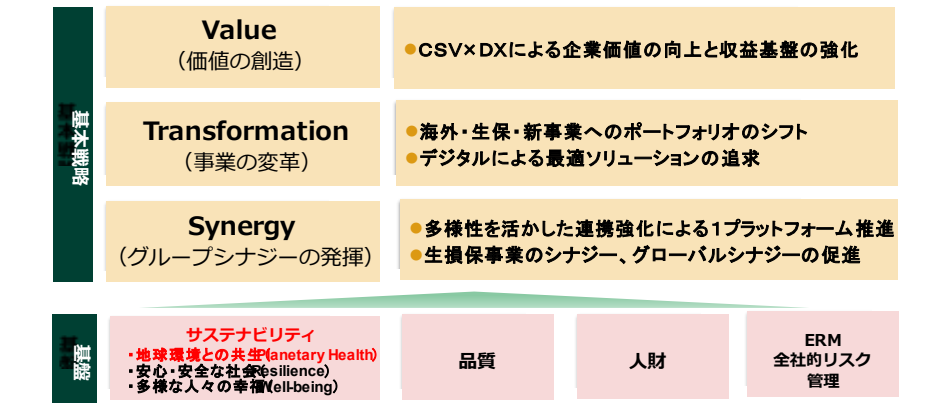 基本戦略
Value
（価値の創造）
●CSV×DXによる企業価値の向上と収益基盤の強化
Transformation
（事業の変革）
●海外・生保・新事業へのポートフォリオのシフト
●デジタルによる最適ソリューションの追求
Synergy
（グループシナジーの発揮）
●多様性を活かした連携強化による1プラットフォーム推進
●生損保事業のシナジー、グローバルシナジーの促進
基盤
サステナビリティ
・地球環境との共生(Planetary Health)
・安心・安全な社会(Resilience)
・多様な人々の幸福(Well-being)
品質
人財
ERM
全社的リスク
管理